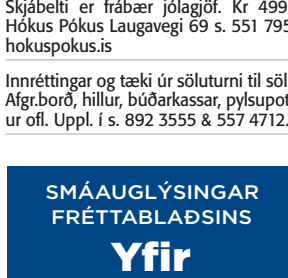 Skjábelti er frábær jólagjöf. Kr 499
Hókus Pókus Laugavegi 69 s. 551 795
hokuspokus.is
Innréttingar og tæki úr söluturni til söl
Afgr.borð, hillur, búðarkassar, pylsupot
ur ofl. Uppl. í s. 892 3555 & 557 4712.
SMÁAUGLÝSINGAR
FRÉTTABLAÐSINS
Yfir